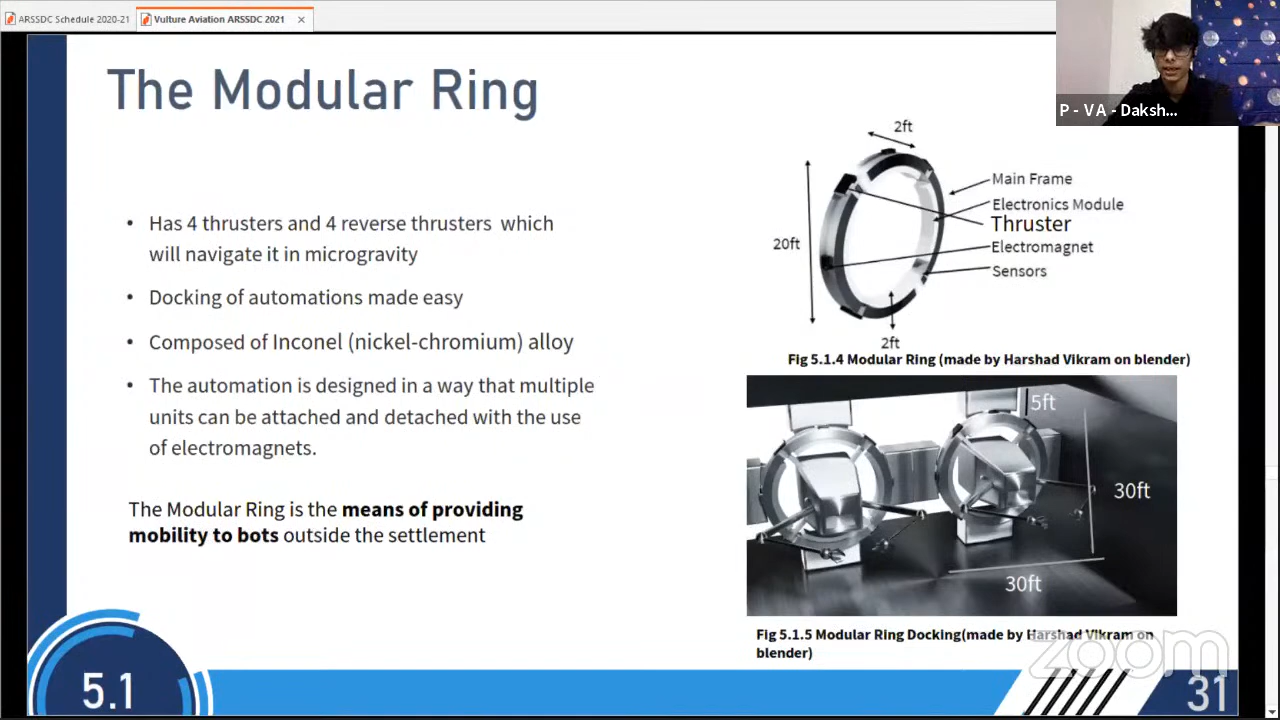 ARSSDC Schedule 2020-21
Vulture Aviation ARSSDC 2021
The Modular Ring
P - V A - Daksh...
• Has 4 thrusters and 4 reverse thrusters which
will navigate it in microgravity
• Docking of automations made easy
• Composed of Inconel (nickel-chromium) alloy
• The automation is designed in a way that multiple
units can be attached and detached with the use
of electromagnets.
The Modular Ring is the means of providing
mobility to bots outside the settlement
2ft
20ft
Main Frame
Electronics Module
Thruster
Electromagnet
Sensors
2ft
Fig 5.1.4 Modular Ring (made by Harshad Vikram on blender)
5ft
30ft
30ft
Fig 5.1.5 Modular Ring Docking(made by Harshad Vikram on
blender)
zoom
5.1
31